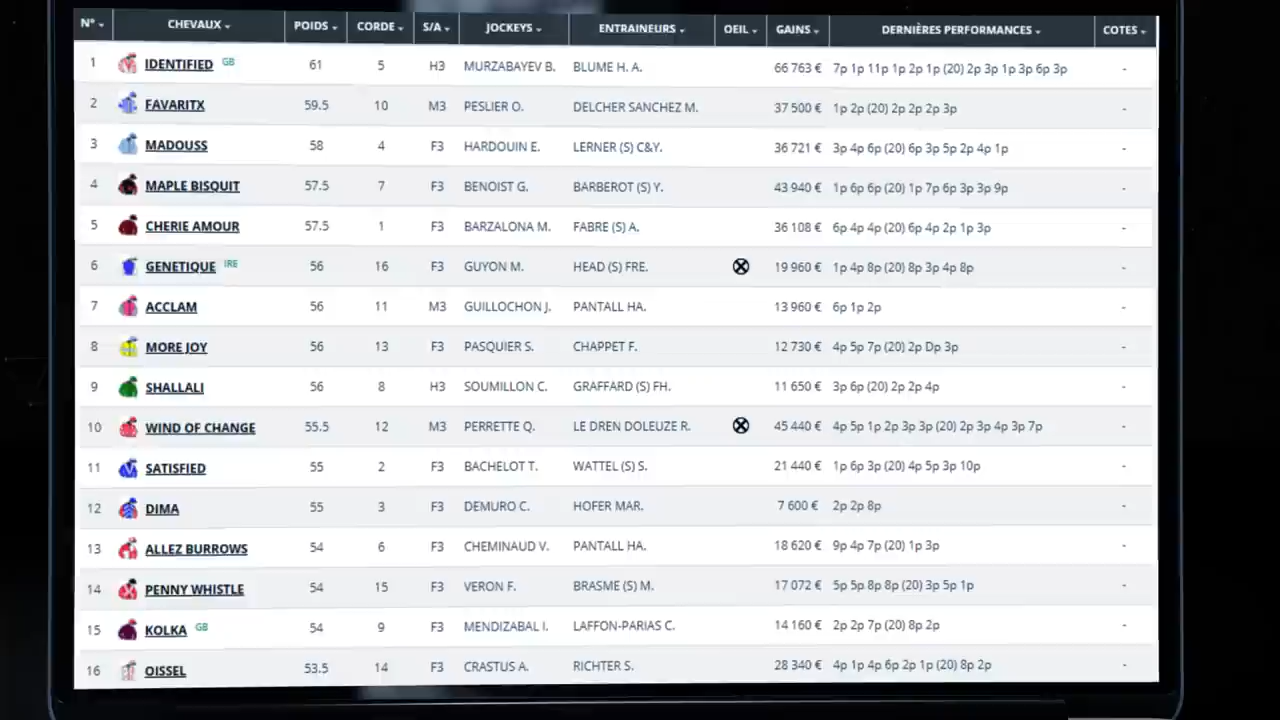 N° CHEVAUX POIDS CORDE S/A JOCKEYS ENTRAINEURS OEIL GAINS DERNIÈRES PERFORMANCES COTES
1 IDENTIFIED GB 61 5 H3 MURZABAYEV B. BLUME H. A. 66 763 € 7p 1p 11p 1p 2p 1p (20) 2p 3p 1p 3p 6p 3p -
2 FAVARITX 59.5 10 M3 PESLIER O. DELCHER SANCHEZ M. 37 500 € 1p 2p (20) 2p 2p 2p 3p -
3 MADOUSS 58 4 F3 HARDOUIN E. LERNER (S) C&Y. 36 721 € 3p 4p 6p (20) 6p 3p 5p 2p 4p 1p -
4 MAPLE BISQUIT 57.5 7 F3 BENOIST G. BARBEROT (S) Y. 43 940 € 1p 6p 6p (20) 1p 7p 6p 3p 3p 9p -
5 CHERIE AMOUR 57.5 1 F3 BARZALONA M. FABRE (S) A. 36 108 € 6p 4p 4p (20) 6p 4p 2p 1p 3p -
6 GENETIQUE IRE 56 16 F3 GUYON M. HEAD (S) FRE. 19 960 € 1p 4p 8p (20) 8p 3p 4p 8p -
7 ACCLAM 56 11 M3 GUILLOCHON J. PANTALL HA. 13 960 € 6p 1p 2p -
8 MORE JOY 56 13 F3 PASQUIER S. CHAPPET F. 12 730 € 4p 5p 7p (20) 2p Dp 3p -
9 SHALLALI 56 8 H3 SOUMILLON C. GRAFFARD (S) FH. 11 650 € 3p 6p (20) 2p 2p 4p -
10 WIND OF CHANGE 55.5 12 M3 PERRETTE Q. LE DREN DOLEUZE R. 45 440 € 4p 5p 1p 2p 3p 3p (20) 2p 3p 4p 3p 7p -
11 SATISFIED 55 2 F3 BACHELOT T. WATTEL (S) S. 21 440 € 1p 6p 3p (20) 4p 5p 3p 10p -
12 DIMA 55 3 F3 DEMURO C. HOFER MAR. 7 600 € 2p 2p 8p -
13 ALLEZ BURROWS 54 6 F3 CHEMINAUD V. PANTALL HA. 18 620 € 9p 4p 7p (20) 1p 3p -
14 PENNY WHISTLE 54 15 F3 VERON F. BRASME (S) M. 17 072 € 5p 5p 8p 8p (20) 3p 5p 1p -
15 KOLKA GB 54 9 F3 MENDIZABAL I. LAFFON-PARIAS C. 14 160 € 2p 2p 7p (20) 8p 2p -
16 OISSEL 53.5 14 F3 CRASTUS A. RICHTER S. 28 340 € 4p 1p 4p 6p 2p 1p (20) 8p 2p -